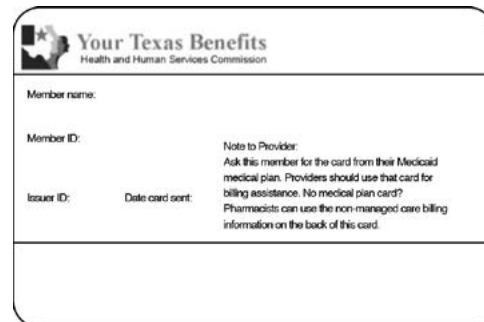 Your Texas Benefits
Health and Human Services Commission
Member name:
Member ID:
Note to Provider:
Ask this member for the card from their Medicaid
medical plan. Providers should use that card for
billing assistance. No medical plan card?
Pharmacists can use the non-managed care billing
information on the back of this card.
Issuer ID:
Date card sent: